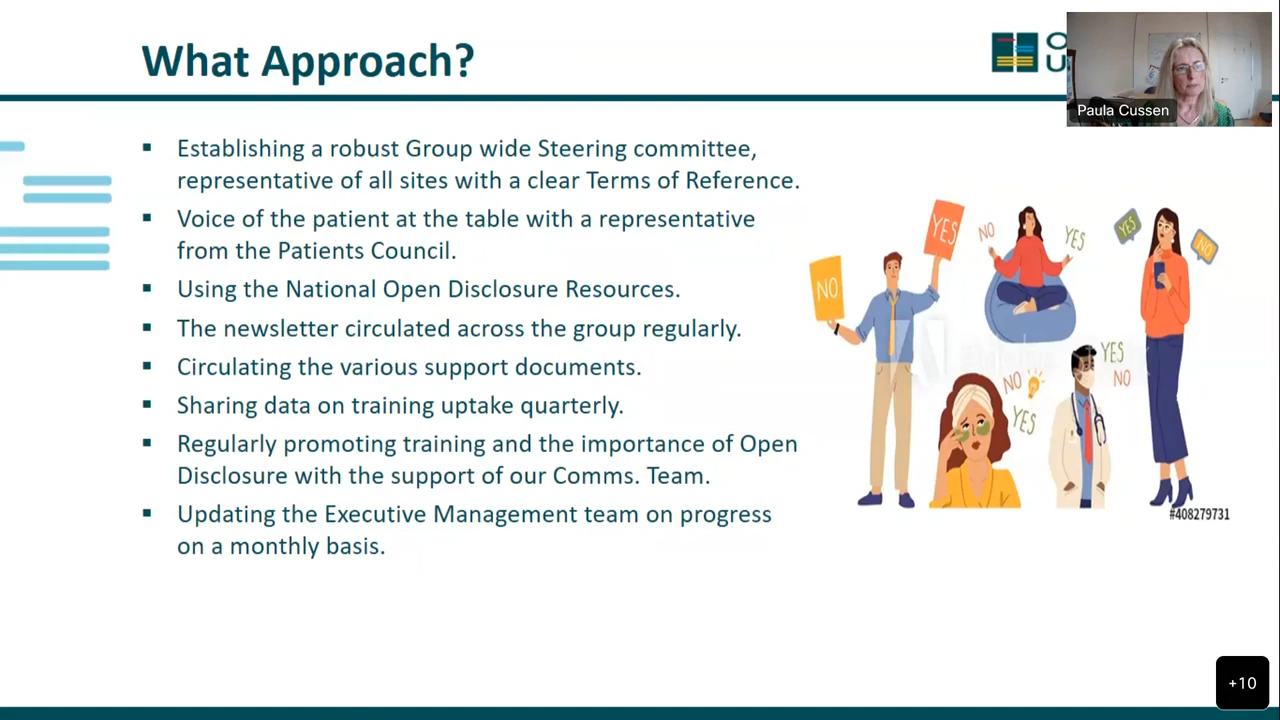 What Approach?
O
U
Paula Cussen
▪ Establishing a robust Group wide Steering committee,
representative of all sites with a clear Terms of Reference.
▪ Voice of the patient at the table with a representative
from the Patients Council.
▪ Using the National Open Disclosure Resources.
▪ The newsletter circulated across the group regularly.
▪ Circulating the various support documents.
▪ Sharing data on training uptake quarterly.
▪ Regularly promoting training and the importance of Open
Disclosure with the support of our Comms. Team.
▪ Updating the Executive Management team on progress
on a monthly basis.
NO
YES
NO
YES
YES
NO
NO
YES
YES
NO
#408279731
+10